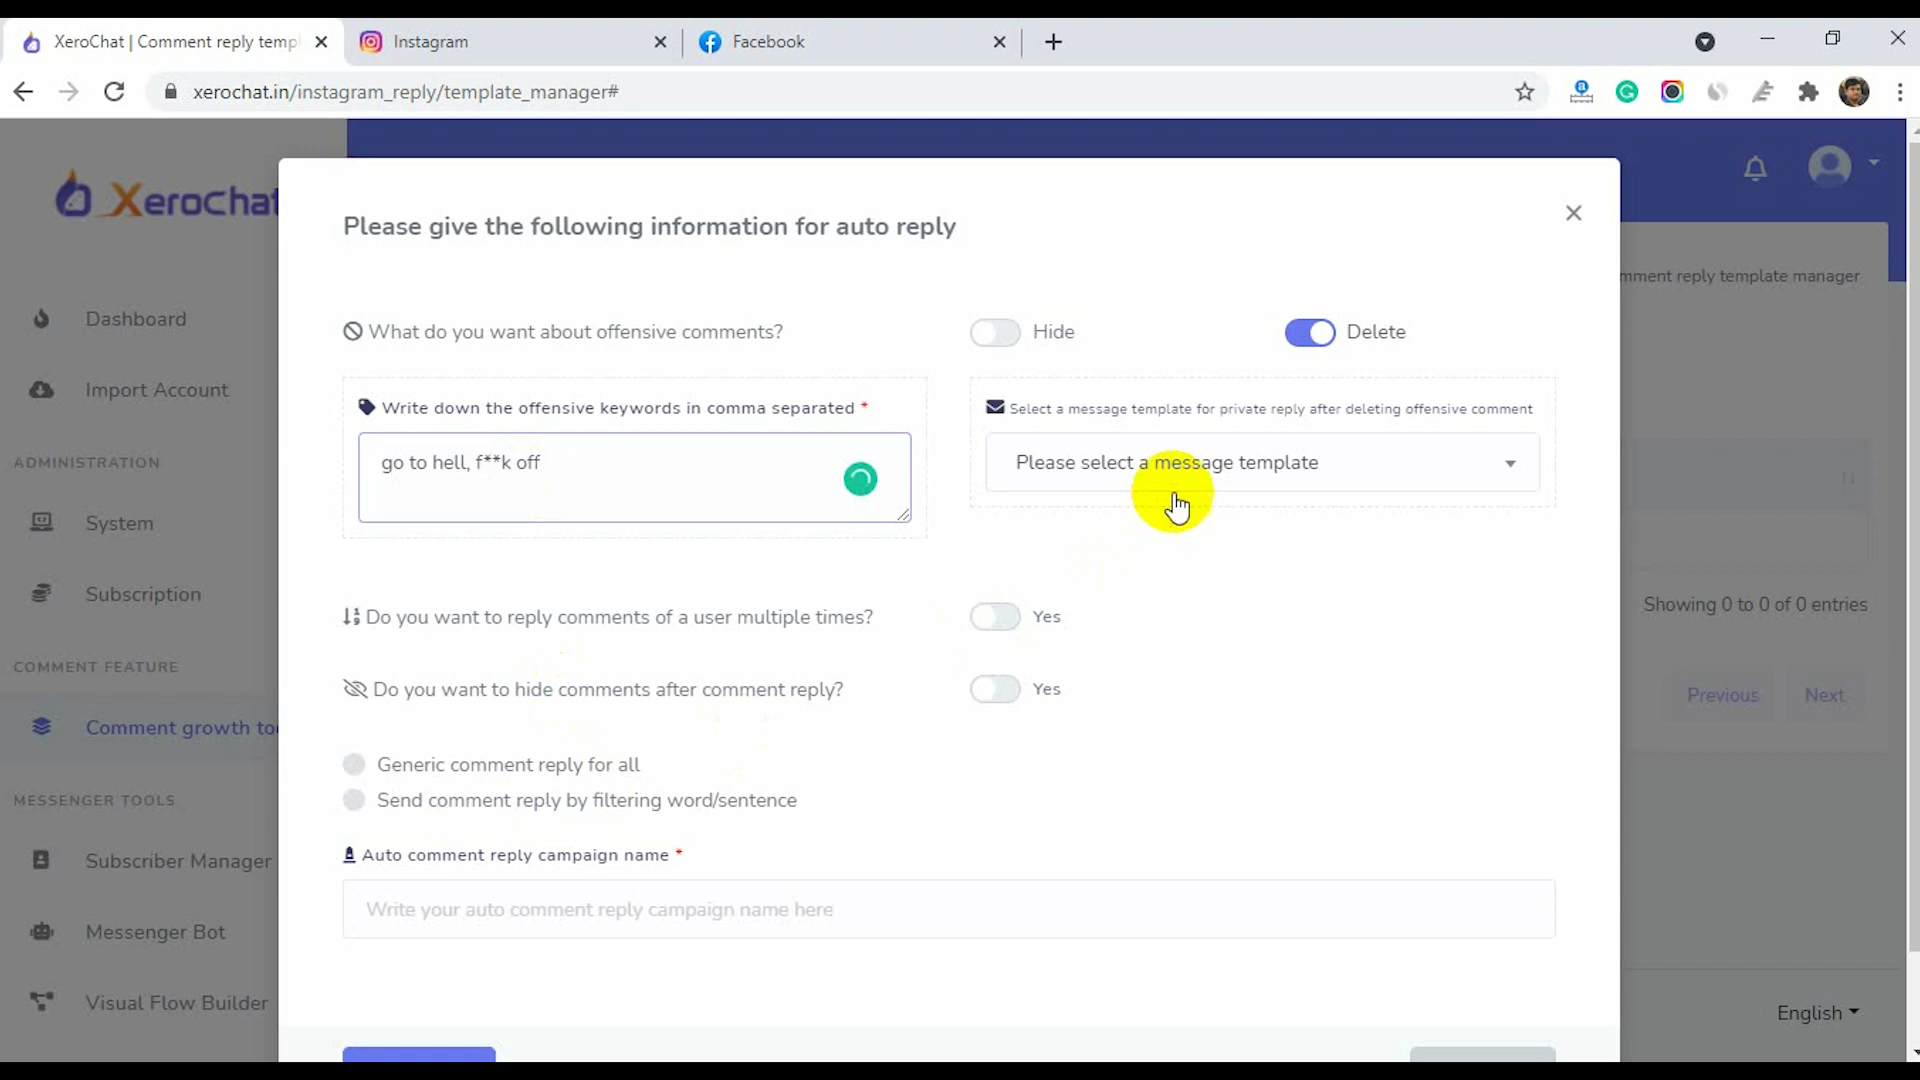 XeroChat | Comment reply temp
Instagram
Facebook
xerochat.in/instagram_reply/template_manager#
XeroChat
Please give the following information for auto reply
mment reply template manager
Dashboard
What do you want about offensive comments?
Hide
Delete
Import Account
Write down the offensive keywords in comma separated *
Select a message template for private reply after deleting offensive comment
ADMINISTRATION
go to hell, f**k off
Please select a message template
System
Subscription
Do you want to reply comments of a user multiple times?
Yes
Showing 0 to 0 of 0 entries
COMMENT FEATURE
Do you want to hide comments after comment reply?
Yes
Previous
Next
Comment growth to
Generic comment reply for all
MESSENGER TOOLS
Send comment reply by filtering word/sentence
Auto comment reply campaign name *
Subscriber Manager
Write your auto comment reply campaign name here
Messenger Bot
Visual Flow Builder
English